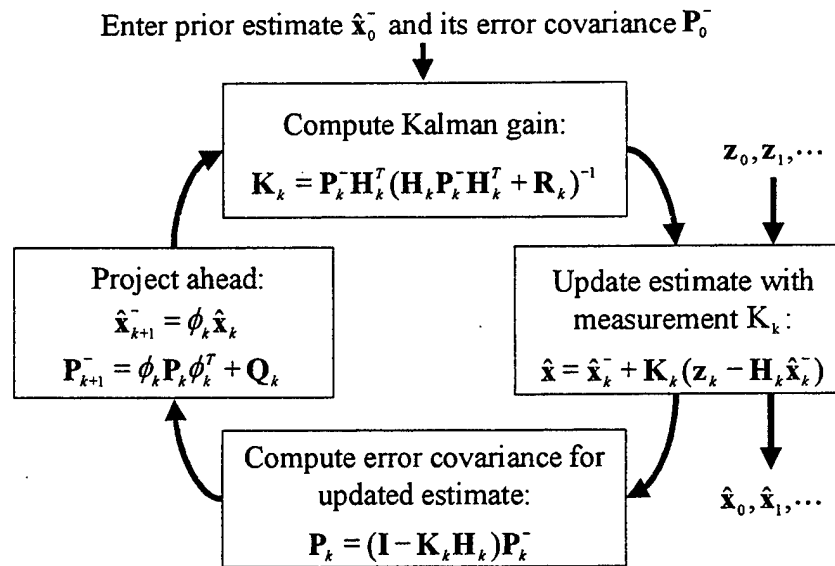 Enter prior estimate x̂₀⁻ and its error covariance P₀⁻
Compute Kalman gain:
Kₖ = Pₖ⁻Hₖᵀ(HₖPₖ⁻Hₖᵀ + Rₖ)⁻¹
z₀, z₁, ⋯
Update estimate with
measurement Kₖ:
x̂ = x̂ₖ⁻ + Kₖ(zₖ − Hₖx̂ₖ⁻)
x̂₀, x̂₁, ⋯
Compute error covariance for
updated estimate:
Pₖ = (I − KₖHₖ)Pₖ⁻
Project ahead:
x̂ₖ₊₁⁻ = ϕₖx̂ₖ
Pₖ₊₁⁻ = ϕₖPₖϕₖᵀ + Qₖ